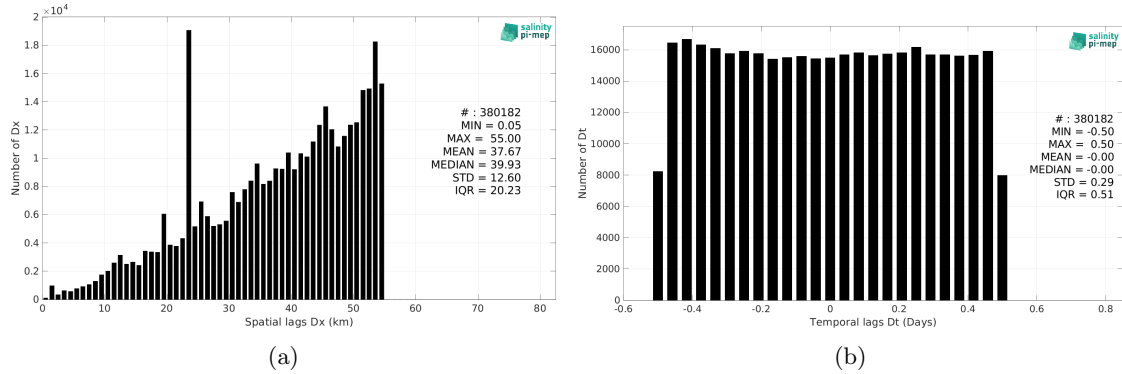 ×10⁴
2
1.8
1.6
1.4
1.2
1
0.8
0.6
0.4
0.2
0
Number of Dx
salinity
pi-mep
# : 380182
MIN = 0.05
MAX = 55.00
MEAN = 37.67
MEDIAN = 39.93
STD = 12.60
IQR = 20.23
0 10 20 30 40 50 60 70 80
Spatial lags Dx (km)
(a)
16000
14000
12000
10000
8000
6000
4000
2000
0
Number of Dt
salinity
pi-mep
# : 380182
MIN = -0.50
MAX = 0.50
MEAN = -0.00
MEDIAN = -0.00
STD = 0.29
IQR = 0.51
-0.6 -0.4 -0.2 0 0.2 0.4 0.6 0.8
Temporal lags Dt (Days)
(b)